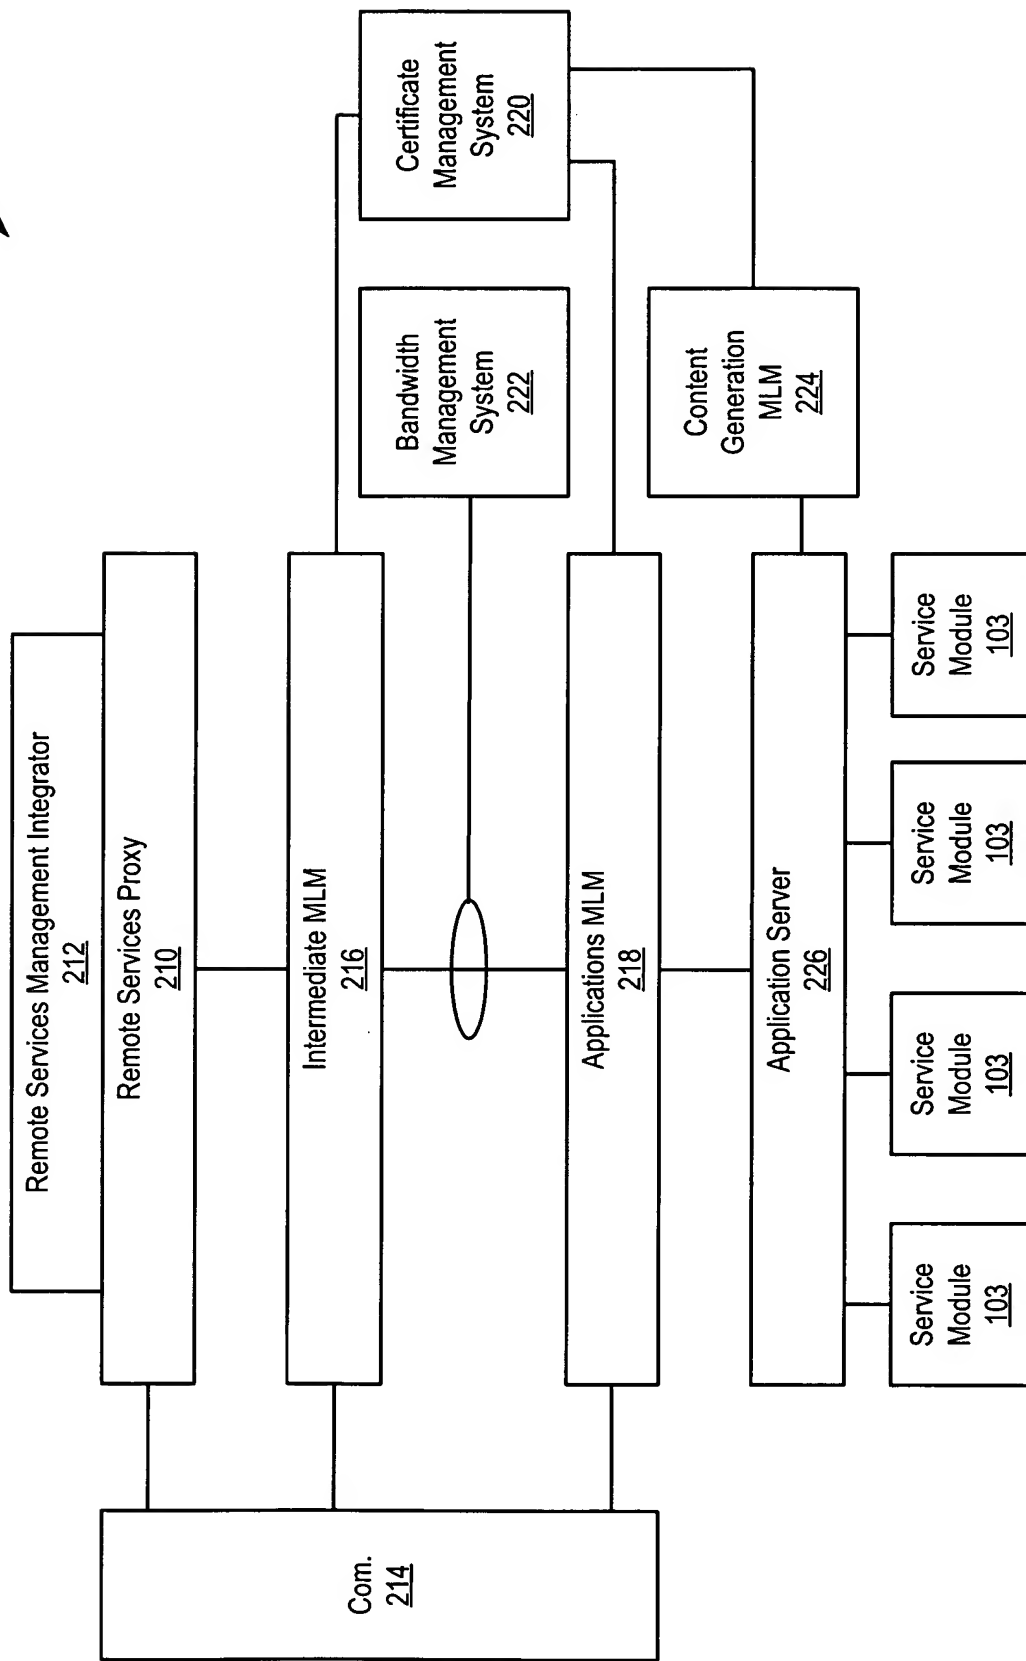 Remote Services Management Integrator
212
Remote Services Proxy
210
Com.
214
Intermediate MLM
216
Certificate
Management
System
220
Bandwidth
Management
System
222
Applications MLM
218
Content
Generation
MLM
224
Application Server
226
Service
Module
103
Service
Module
103
Service
Module
103
Service
Module
103